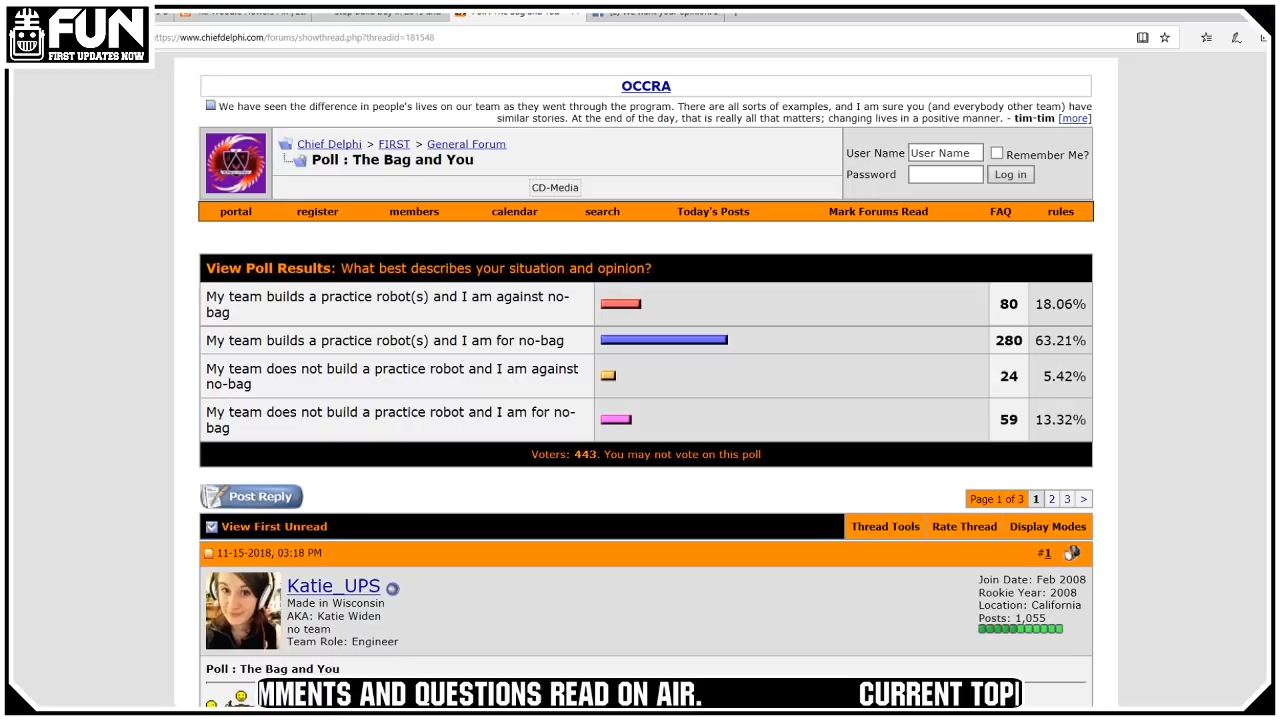 FUN
FIRST UPDATES NOW
ttps://www.chiefdelphi.com/forums/showthread.php?threadid=181548
OCCRA
We have seen the difference in people's lives on our team as they went through the program. There are all sorts of examples, and I am sure you (and everybody other team) have
similar stories. At the end of the day, that is really all that matters; changing lives in a positive manner. - tim-tim [more]
Chief Delphi > FIRST > General Forum
Poll : The Bag and You
CD-Media
User Name User Name Remember Me?
Password Log in
portal register members calendar search Today's Posts Mark Forums Read FAQ rules
View Poll Results: What best describes your situation and opinion?
My team builds a practice robot(s) and I am against no-
bag 80 18.06%
My team builds a practice robot(s) and I am for no-bag 280 63.21%
My team does not build a practice robot and I am against
no-bag 24 5.42%
My team does not build a practice robot and I am for no-
bag 59 13.32%
Voters: 443. You may not vote on this poll
Post Reply
Page 1 of 3 1 2 3 >
View First Unread Thread Tools Rate Thread Display Modes
11-15-2018, 03:18 PM #1
Katie_UPS
Made in Wisconsin
AKA: Katie Widen
no team
Team Role: Engineer
Join Date: Feb 2008
Rookie Year: 2008
Location: California
Posts: 1,055
Poll : The Bag and You
MMENTS AND QUESTIONS READ ON AIR. CURRENT TOPI